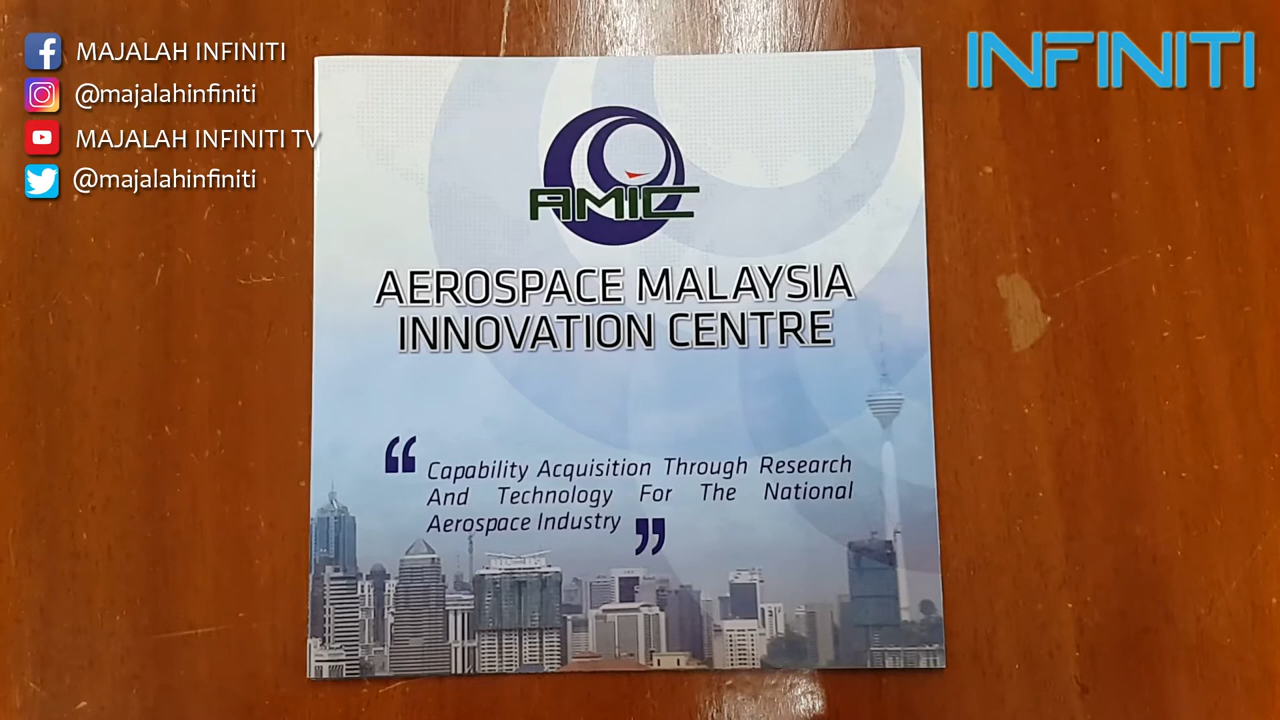 MAJALAH INFINITI
@majalahinfiniti
MAJALAH INFINITI TV
@majalahinfiniti
INFINITI
AMIC
AEROSPACE MALAYSIA
INNOVATION CENTRE
“ Capability Acquisition Through Research
And Technology For The National
Aerospace Industry ”